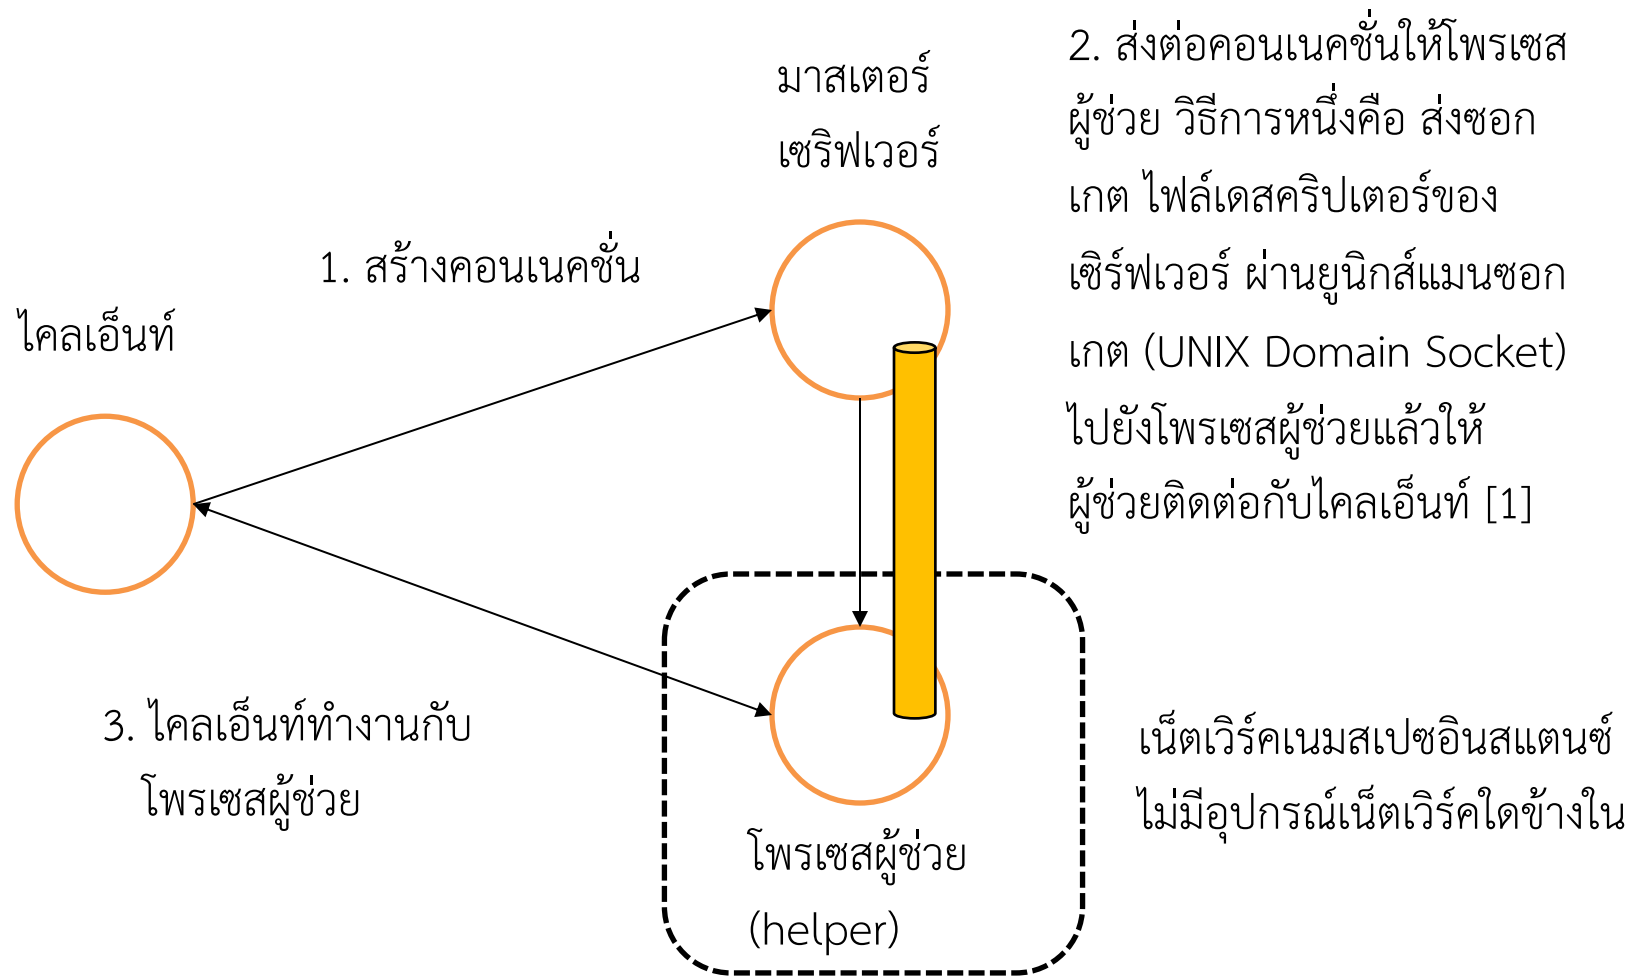 มาสเตอร์
เซริฟเวอร์
2. ส่งต่อคอนเนคชั่นให้โพรเซส
ผู้ช่วย วิธีการหนึ่งคือ ส่งซอก
เกต ไฟล์เดสคริปเตอร์ของ
เซิร์ฟเวอร์ ผ่านยูนิกส์แมนซอก
เกต (UNIX Domain Socket)
ไปยังโพรเซสผู้ช่วยแล้วให้
ผู้ช่วยติดต่อกับไคลเอ็นท์ [1]
1. สร้างคอนเนคชั่น
ไคลเอ็นท์
3. ไคลเอ็นท์ทำงานกับ
โพรเซสผู้ช่วย
โพรเซสผู้ช่วย
(helper)
เน็ตเวิร์คเนมสเปซอินสแตนซ์
ไม่มีอุปกรณ์เน็ตเวิร์คใดข้างใน